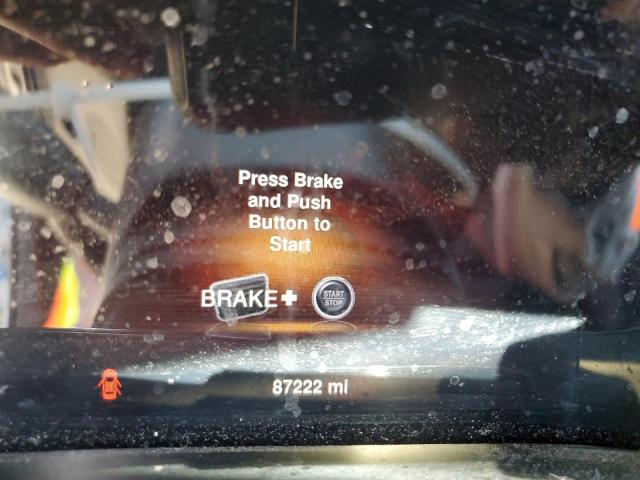 Press Brake
and Push
Button to
Start
BRAKE+
START
STOP
87222 mi